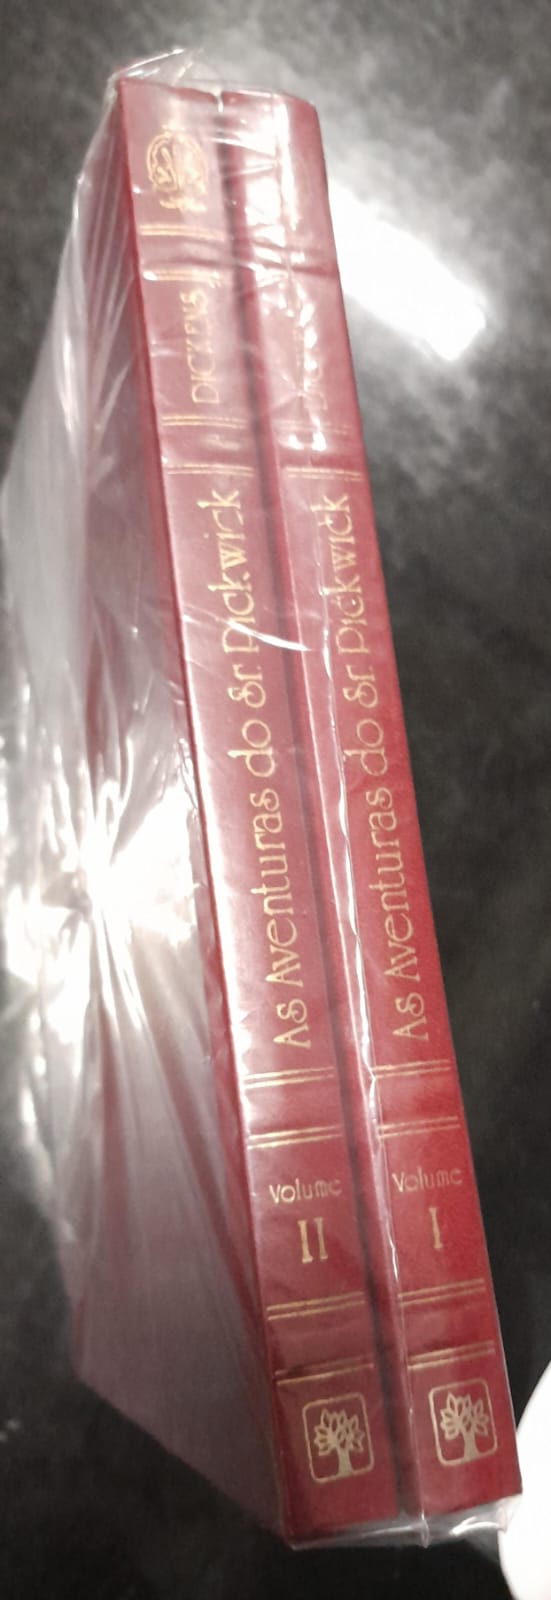 DICKENS
As Aventuras do Sr. Pickwick
Volume
II
As Aventuras do Sr. Pickwick
Volume
I